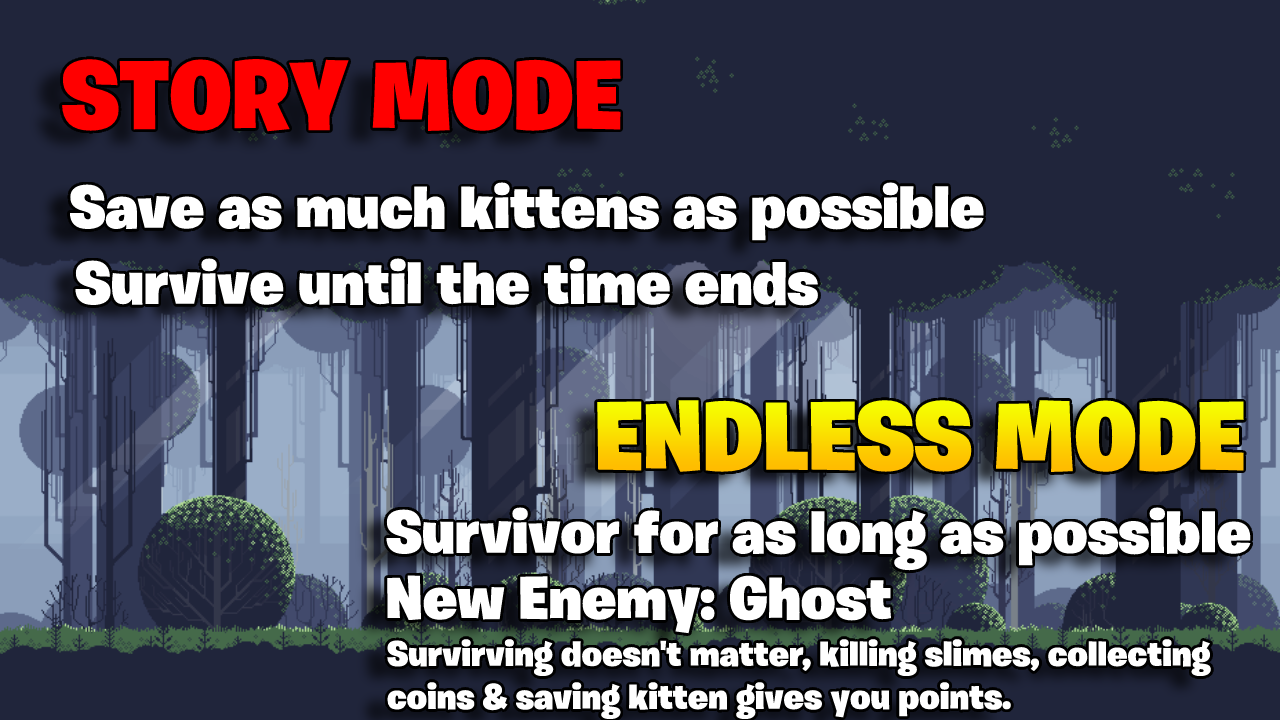 STORY MODE
Save as much kittens as possible
Survive until the time ends
ENDLESS MODE
Survivor for as long as possible
New Enemy: Ghost
Survirving doesn't matter, killing slimes, collecting
coins & saving kitten gives you points.